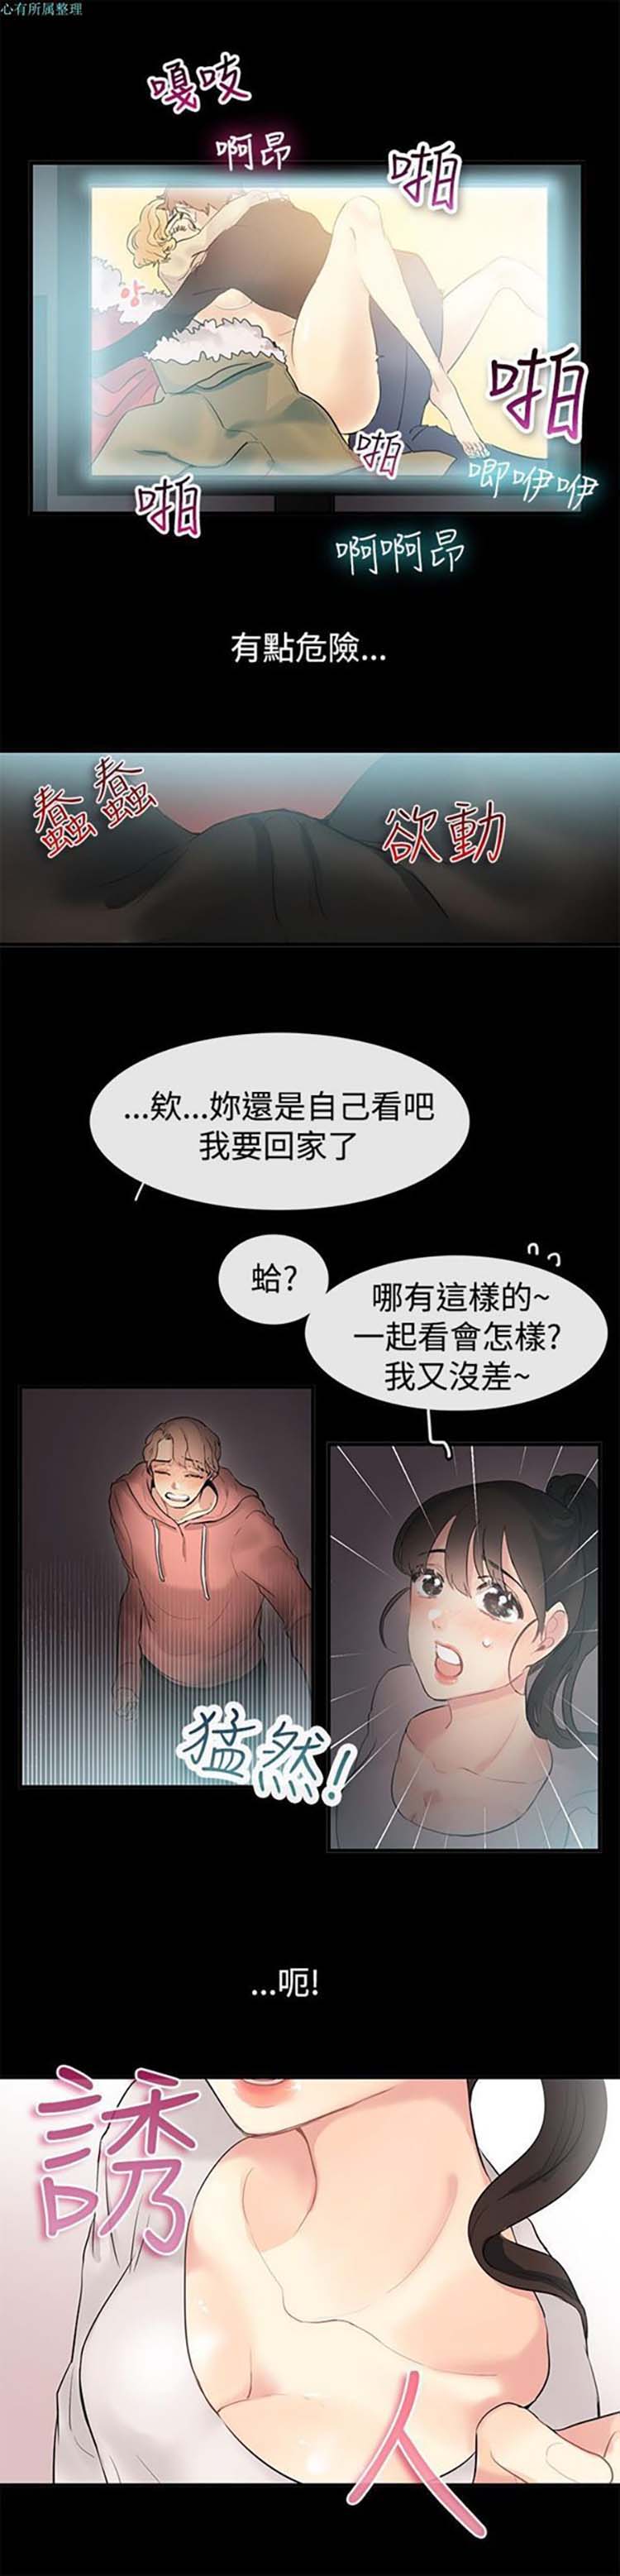 心有所属整理
嘎吱
啊昂
啪
啪
啪
啪
唧咿咿
啊啊昂
有點危險...
蠢蠢
欲動
...欸...妳還是自己看吧
我要回家了
蛤?
哪有這樣的~
一起看會怎樣?
我又沒差~
猛然!
...呃!
誘
人